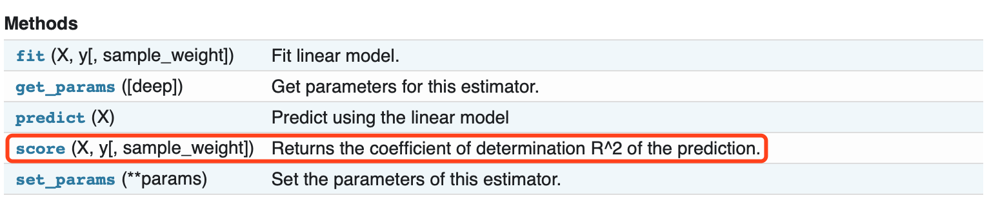 Methods
fit (X, y[, sample_weight]) Fit linear model.
get_params ([deep]) Get parameters for this estimator.
predict (X) Predict using the linear model
score (X, y[, sample_weight]) Returns the coefficient of determination R^2 of the prediction.
set_params (**params) Set the parameters of this estimator.